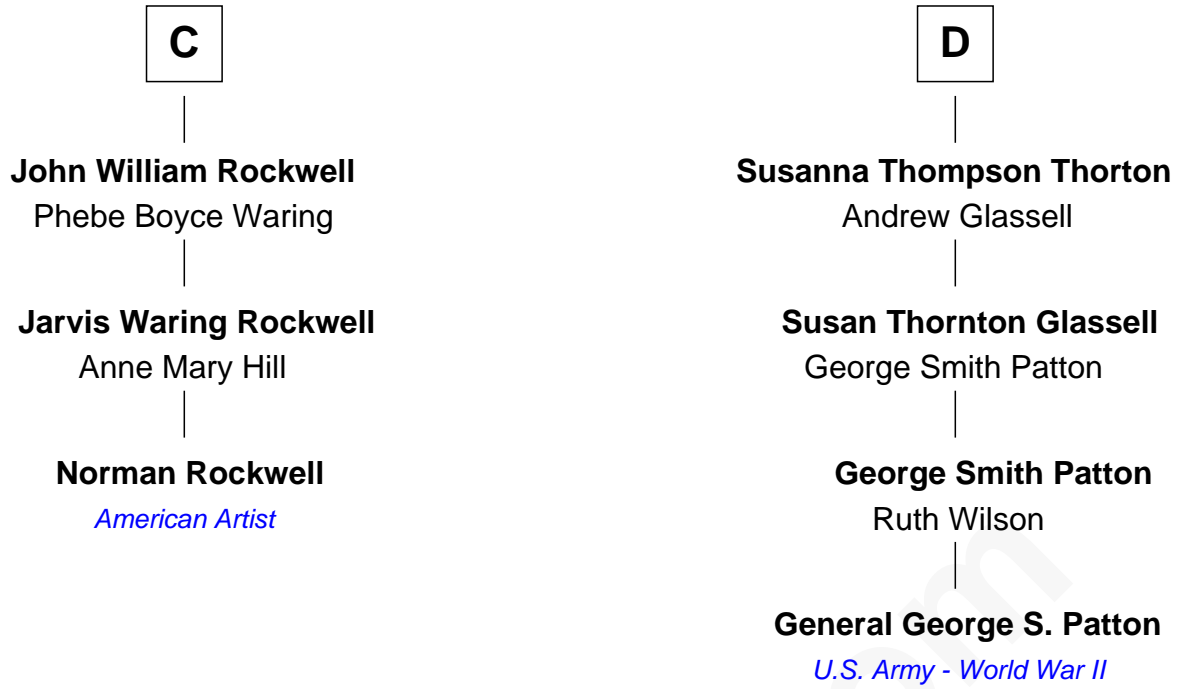 C
John William Rockwell
Phebe Boyce Waring
Jarvis Waring Rockwell
Anne Mary Hill
Norman Rockwell
American Artist
D
Susanna Thompson Thorton
Andrew Glassell
Susan Thornton Glassell
George Smith Patton
George Smith Patton
Ruth Wilson
General George S. Patton
U.S. Army - World War II